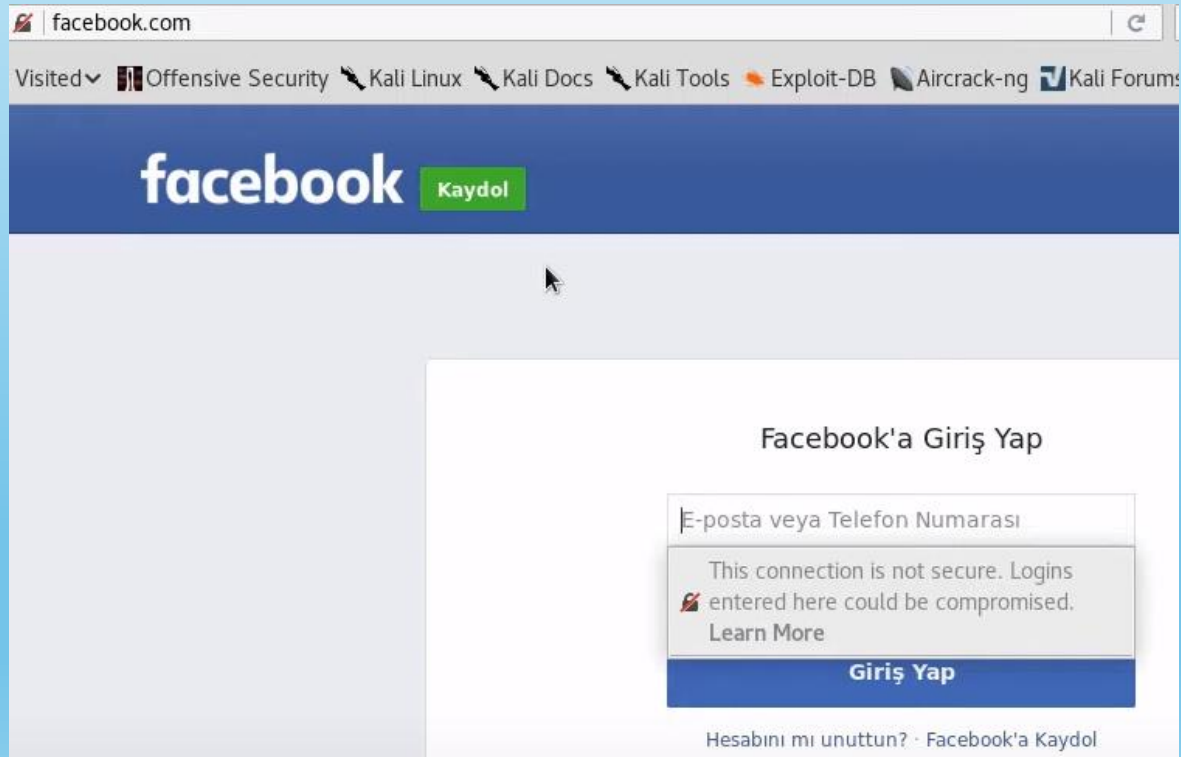 facebook.com
Visited Offensive Security Kali Linux Kali Docs Kali Tools Exploit-DB Aircrack-ng Kali Forums
facebook Kaydol
Facebook'a Giriş Yap
E-posta veya Telefon Numarası
This connection is not secure. Logins
entered here could be compromised.
Learn More
Giriş Yap
Hesabını mı unuttun? · Facebook'a Kaydol